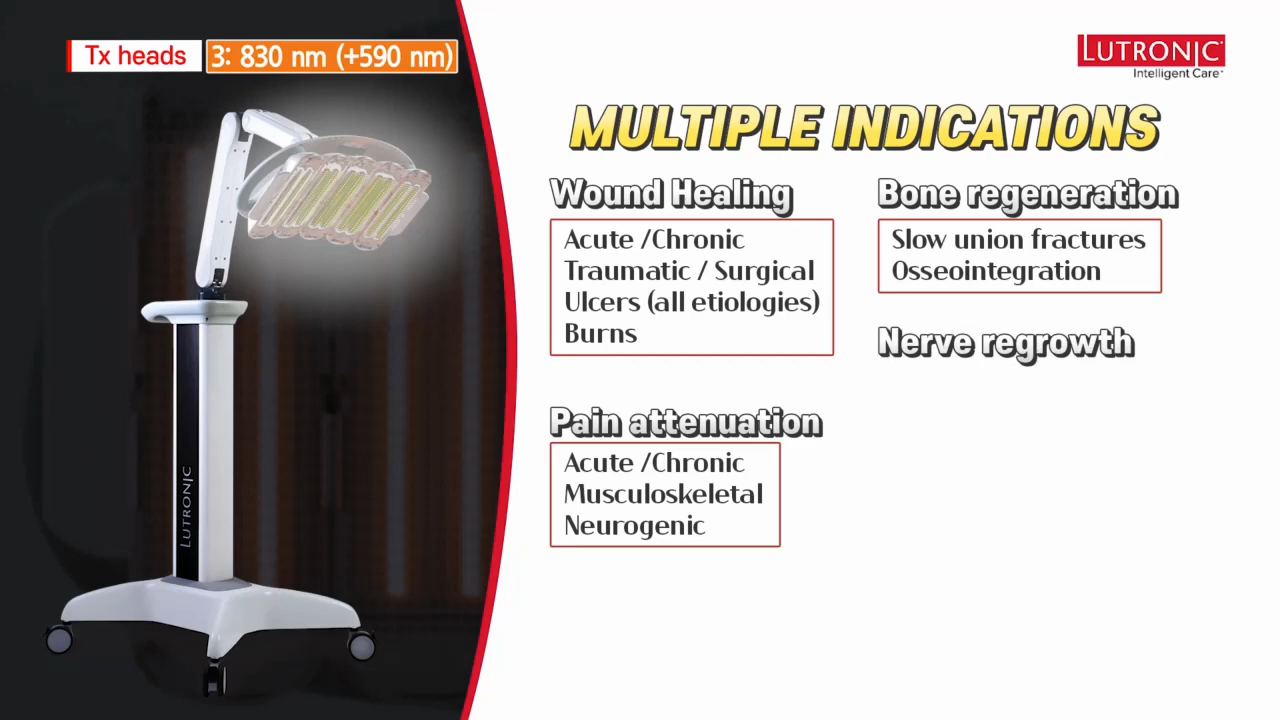 Tx heads
3: 830 nm (+590 nm)
LUTRONIC
Intelligent Care
MULTIPLE INDICATIONS
Wound Healing
Acute /Chronic
Traumatic / Surgical
Ulcers (all etiologies)
Burns
Bone regeneration
Slow union fractures
Osseointegration
Nerve regrowth
Pain attenuation
Acute /Chronic
Musculoskeletal
Neurogenic
LUTRONIC